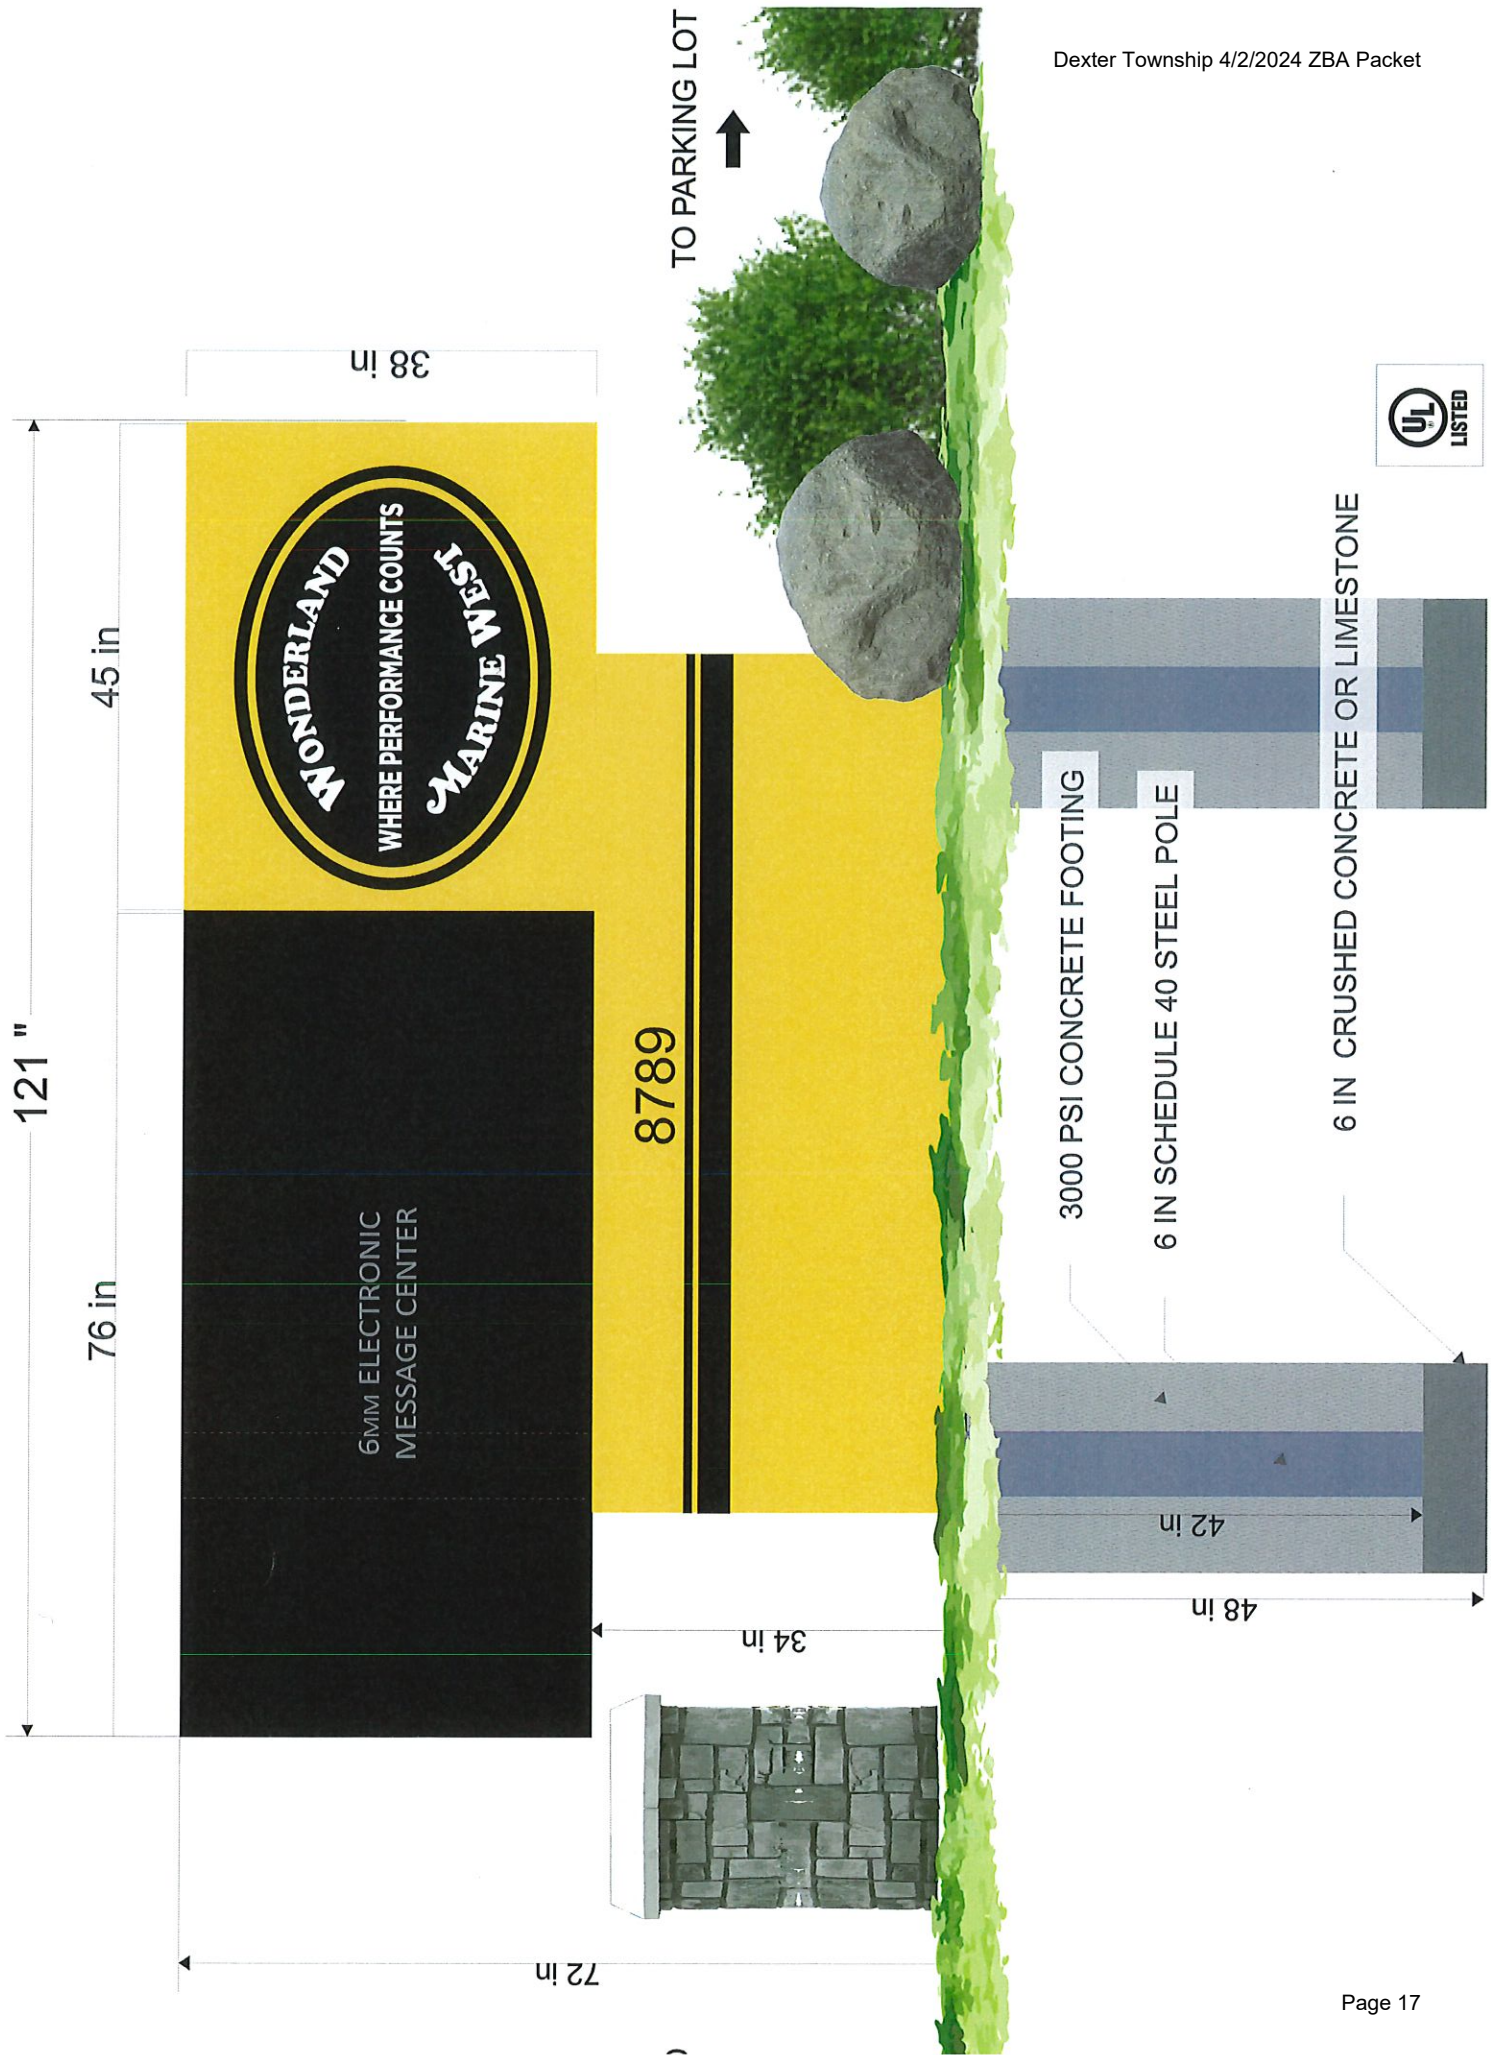 Dexter Township 4/2/2024 ZBA Packet
121 "
76 in
45 in
38 in
6MM ELECTRONIC
MESSAGE CENTER
WONDERLAND
WHERE PERFORMANCE COUNTS
MARINE WEST
8789
TO PARKING LOT
72 in
34 in
3000 PSI CONCRETE FOOTING
6 IN SCHEDULE 40 STEEL POLE
42 in
48 in
6 IN CRUSHED CONCRETE OR LIMESTONE
UL
LISTED
Page 17